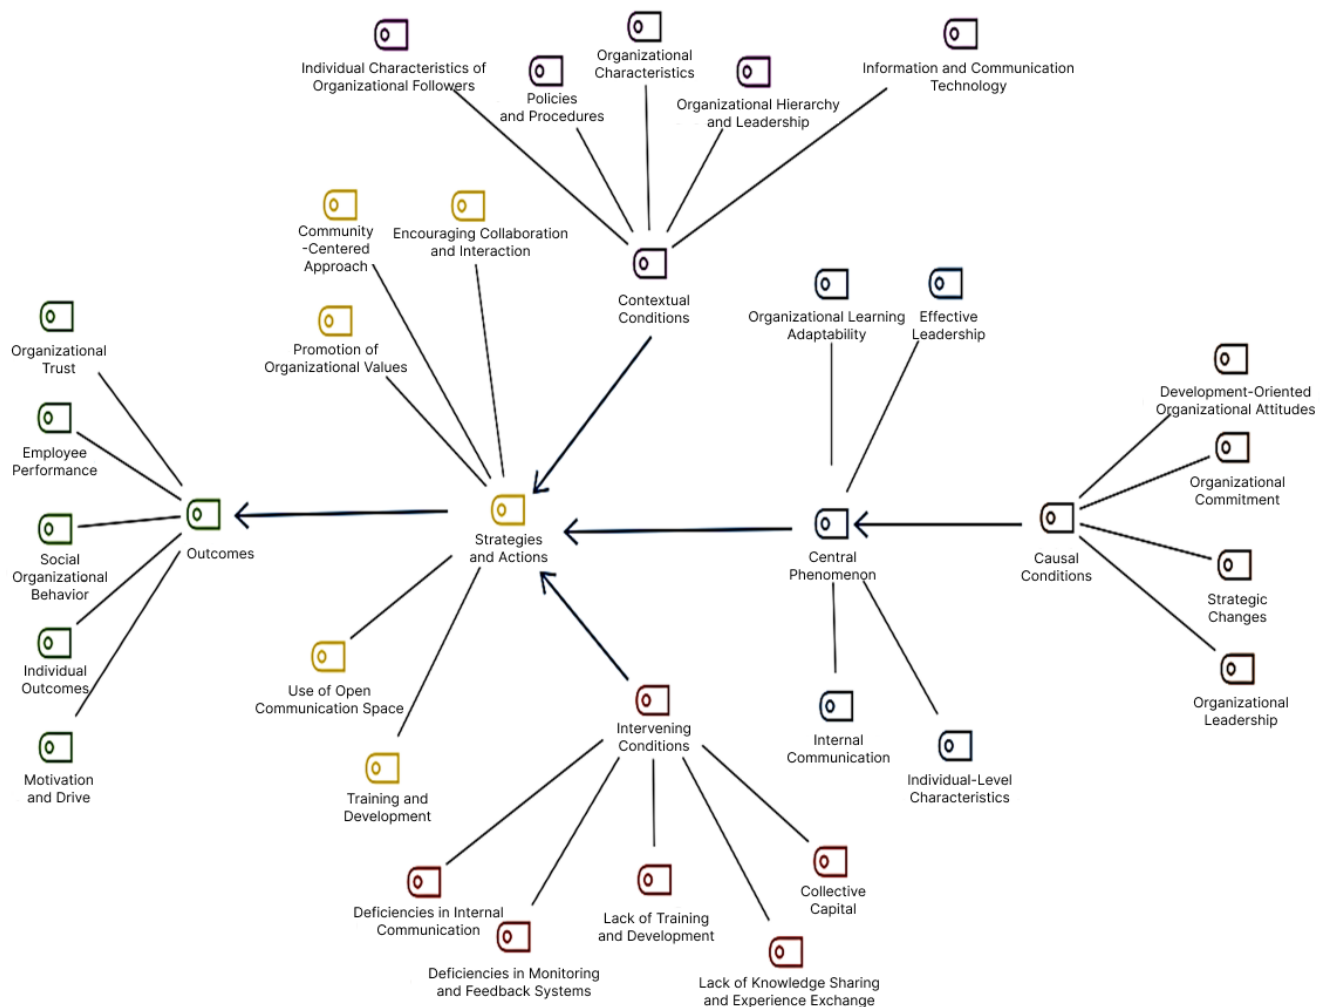 Individual Characteristics of
Organizational Followers
Policies
and Procedures
Organizational
Characteristics
Organizational Hierarchy
and Leadership
Information and Communication
Technology
Community
-Centered
Approach
Encouraging Collaboration
and Interaction
Promotion of
Organizational Values
Contextual
Conditions
Organizational Learning
Adaptability
Effective
Leadership
Organizational
Trust
Employee
Performance
Social
Organizational
Behavior
Individual
Outcomes
Motivation
and Drive
Outcomes
Strategies
and Actions
Central
Phenomenon
Causal
Conditions
Development-Oriented
Organizational Attitudes
Organizational
Commitment
Strategic
Changes
Organizational
Leadership
Use of Open
Communication Space
Training and
Development
Intervening
Conditions
Internal
Communication
Individual-Level
Characteristics
Deficiencies in Internal
Communication
Deficiencies in Monitoring
and Feedback Systems
Lack of Training
and Development
Lack of Knowledge Sharing
and Experience Exchange
Collective
Capital